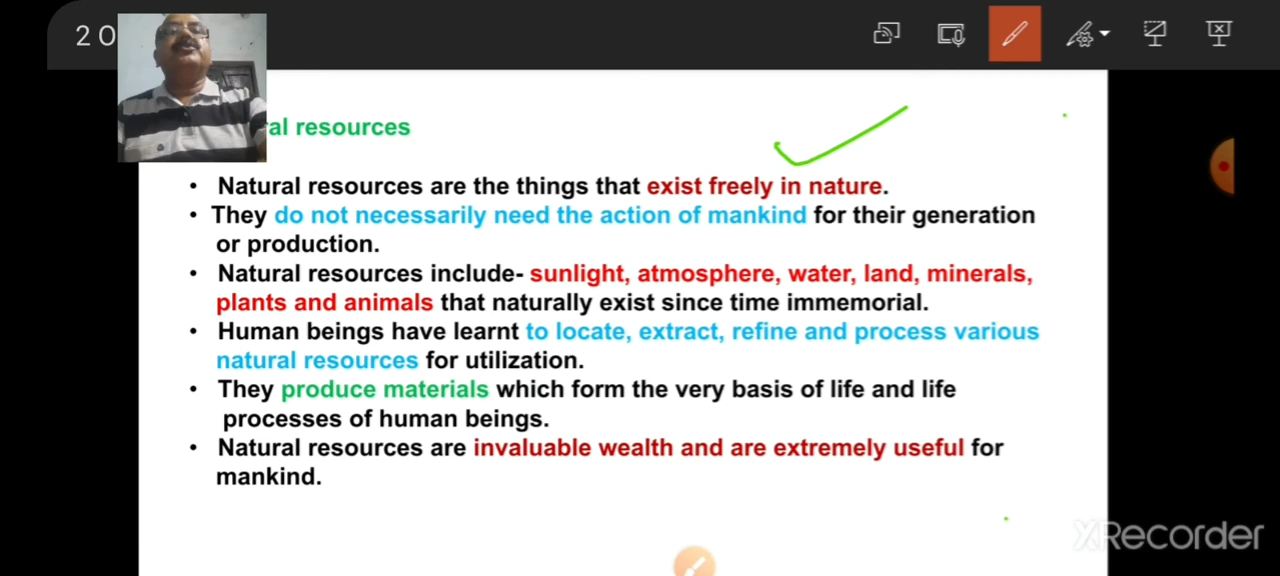 20
al resources
• Natural resources are the things that exist freely in nature.
• They do not necessarily need the action of mankind for their generation
or production.
• Natural resources include- sunlight, atmosphere, water, land, minerals,
plants and animals that naturally exist since time immemorial.
• Human beings have learnt to locate, extract, refine and process various
natural resources for utilization.
• They produce materials which form the very basis of life and life
processes of human beings.
• Natural resources are invaluable wealth and are extremely useful for
mankind.
XRecorder